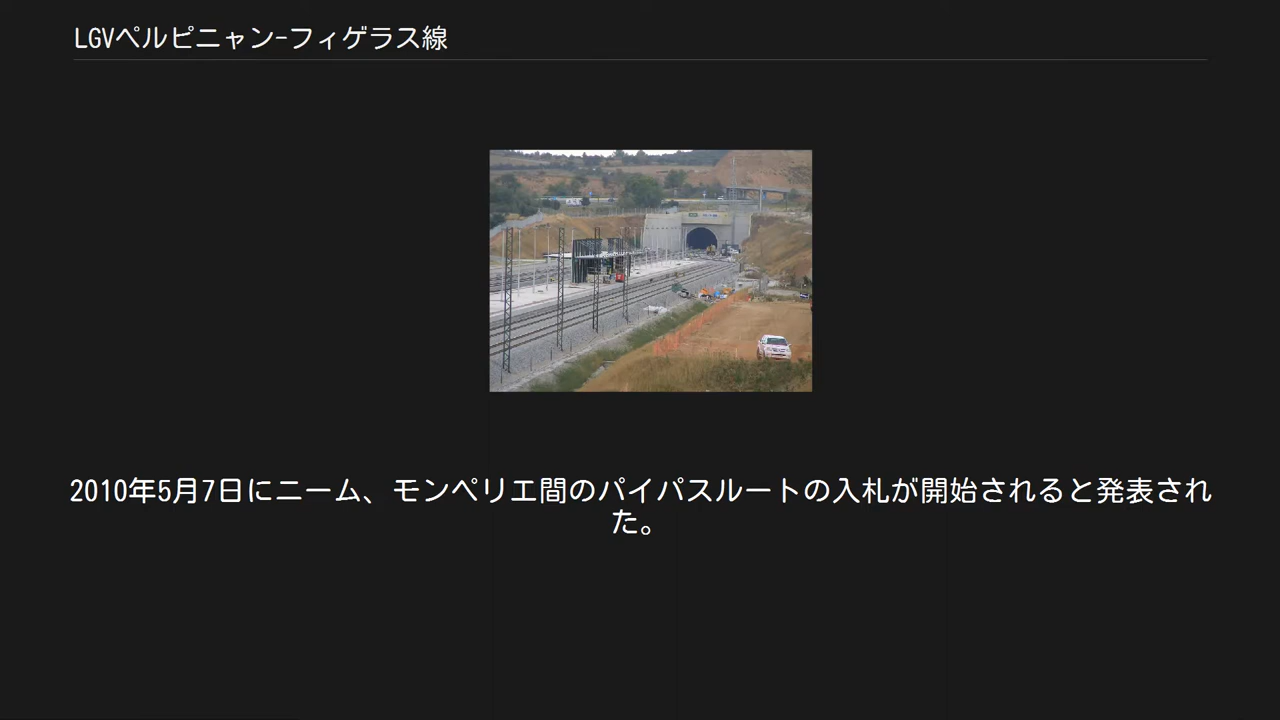 LGVペルピニャン-フィゲラス線
2010年5月7日にニーム、モンペリエ間のパイパスルートの入札が開始されると発表され
た。